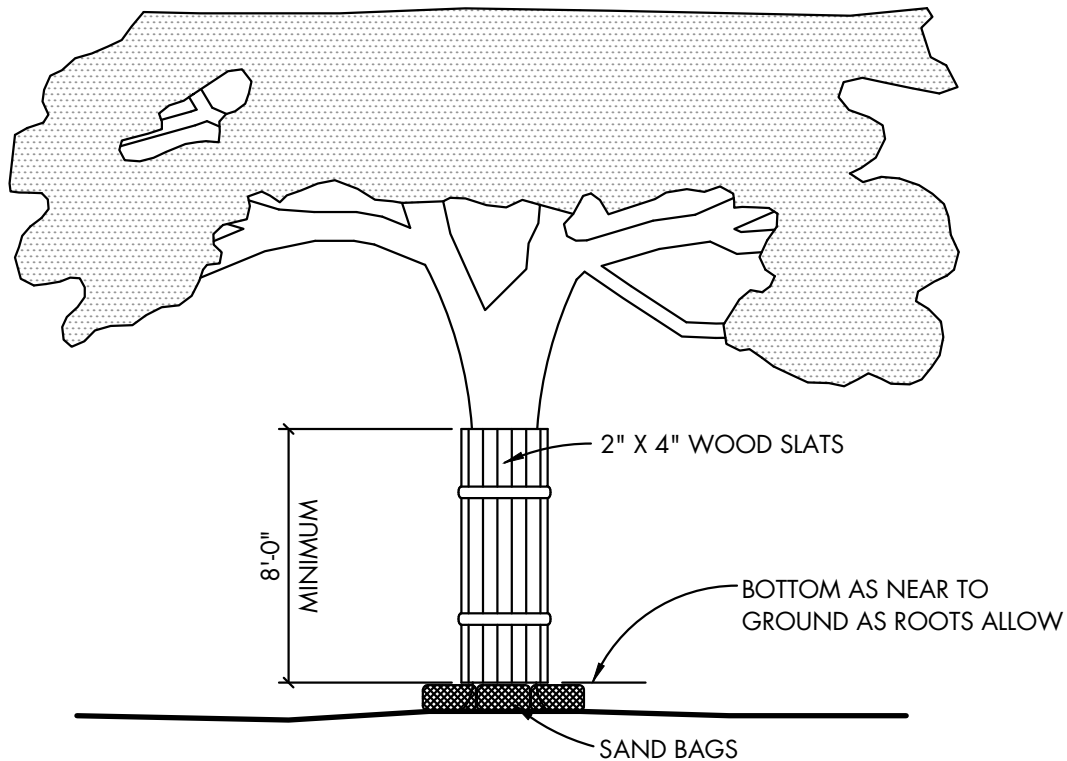 2" X 4" WOOD SLATS
8'-0"
MINIMUM
BOTTOM AS NEAR TO
GROUND AS ROOTS ALLOW
SAND BAGS